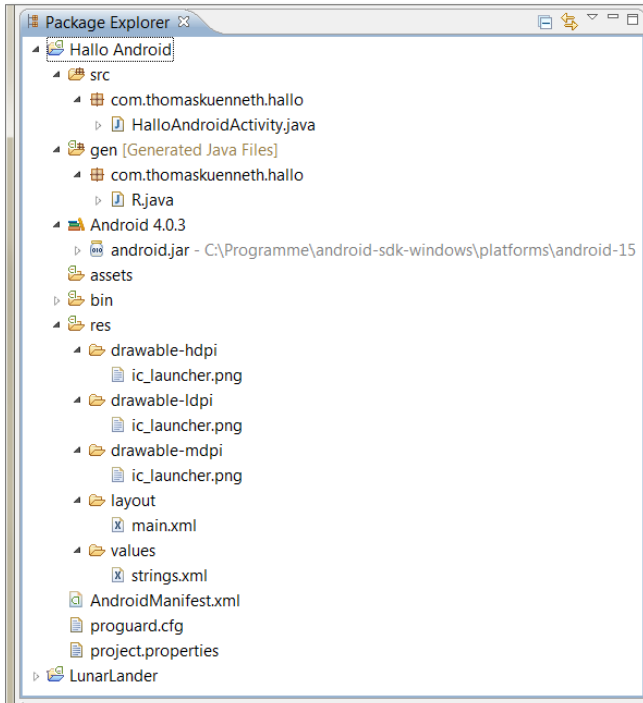 Package Explorer
Hallo Android
src
com.thomaskuenneth.hallo
HalloAndroidActivity.java
gen [Generated Java Files]
com.thomaskuenneth.hallo
R.java
Android 4.0.3
android.jar - C:\Programme\android-sdk-windows\platforms\android-15
assets
bin
res
drawable-hdpi
ic_launcher.png
drawable-ldpi
ic_launcher.png
drawable-mdpi
ic_launcher.png
layout
main.xml
values
strings.xml
AndroidManifest.xml
proguard.cfg
project.properties
LunarLander